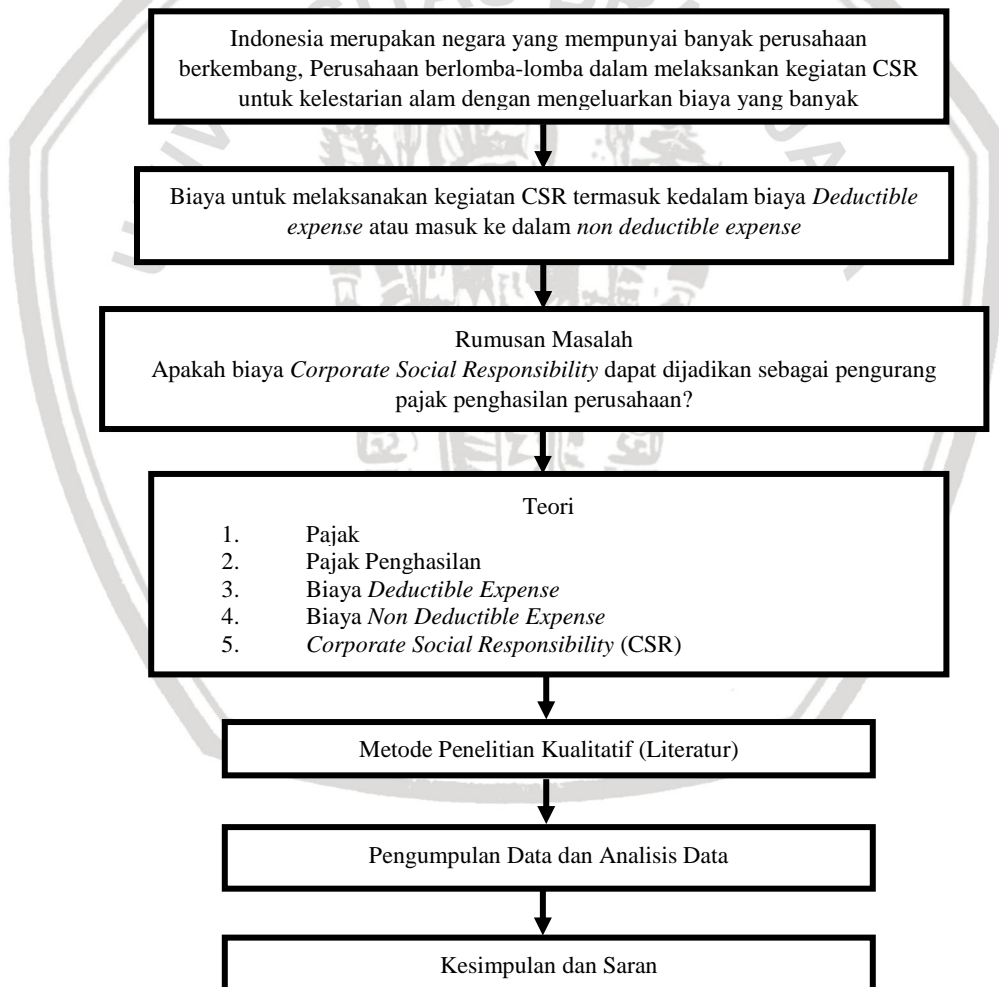 Indonesia merupakan negara yang mempunyai banyak perusahaan
berkembang, Perusahaan berlomba-lomba dalam melaksankan kegiatan CSR
untuk kelestarian alam dengan mengeluarkan biaya yang banyak
Biaya untuk melaksanakan kegiatan CSR termasuk kedalam biaya Deductible
expense atau masuk ke dalam non deductible expense
Rumusan Masalah
Apakah biaya Corporate Social Responsibility dapat dijadikan sebagai pengurang
pajak penghasilan perusahaan?
Teori
1. Pajak
2. Pajak Penghasilan
3. Biaya Deductible Expense
4. Biaya Non Deductible Expense
5. Corporate Social Responsibility (CSR)
Metode Penelitian Kualitatif (Literatur)
Pengumpulan Data dan Analisis Data
Kesimpulan dan Saran